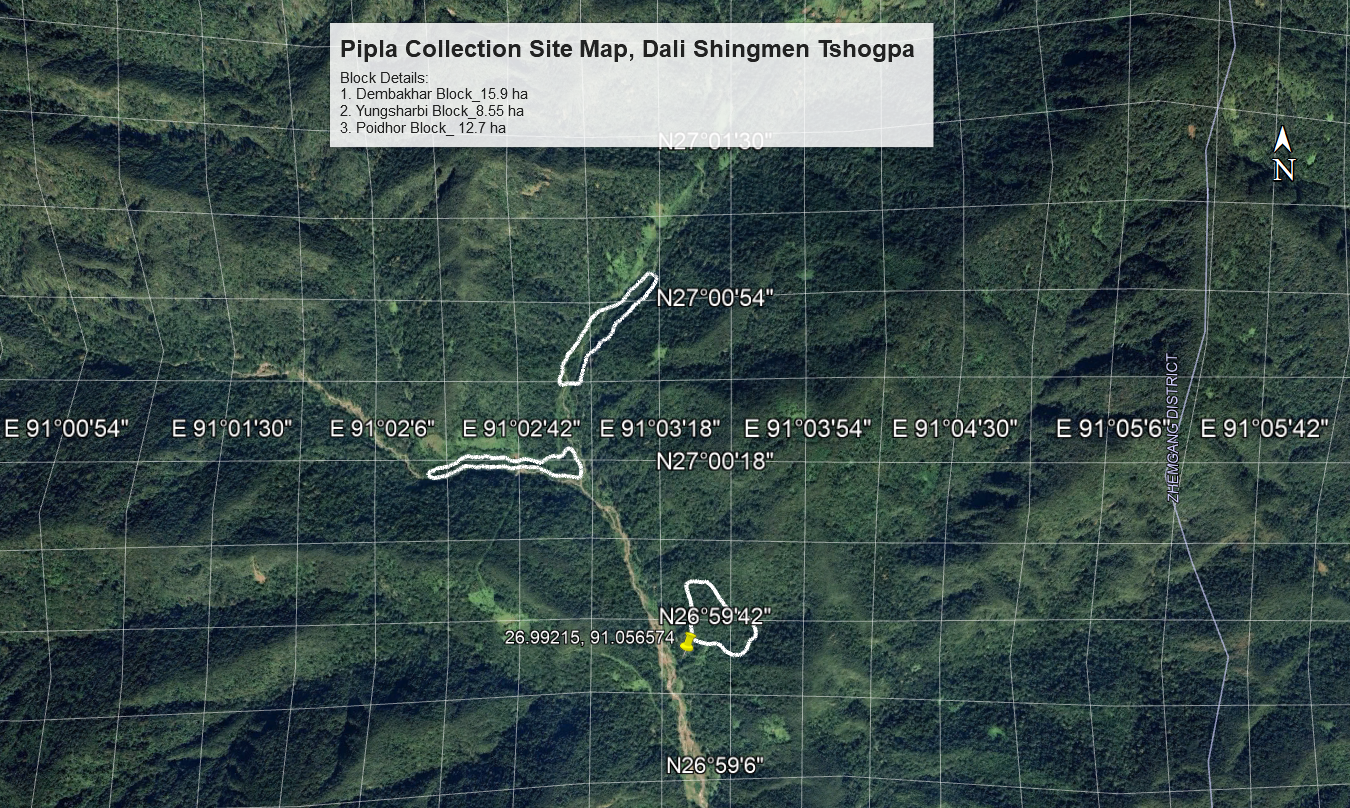 Pipla Collection Site Map, Dali Shingmen Tshogpa
Block Details:
1. Dembakhar Block_15.9 ha
2. Yungsharbi Block_8.55 ha
3. Poidhor Block_ 12.7 ha
N27°01'30"
N
N27°00'54"
E 91°00'54" E 91°01'30" E 91°02'6" E 91°02'42" E 91°03'18" E 91°03'54" E 91°04'30" E 91°05'6" E 91°05'42"
ZHEMGANG DISTRICT
N27°00'18"
N26°59'42"
26.99215, 91.056574
N26°59'6"